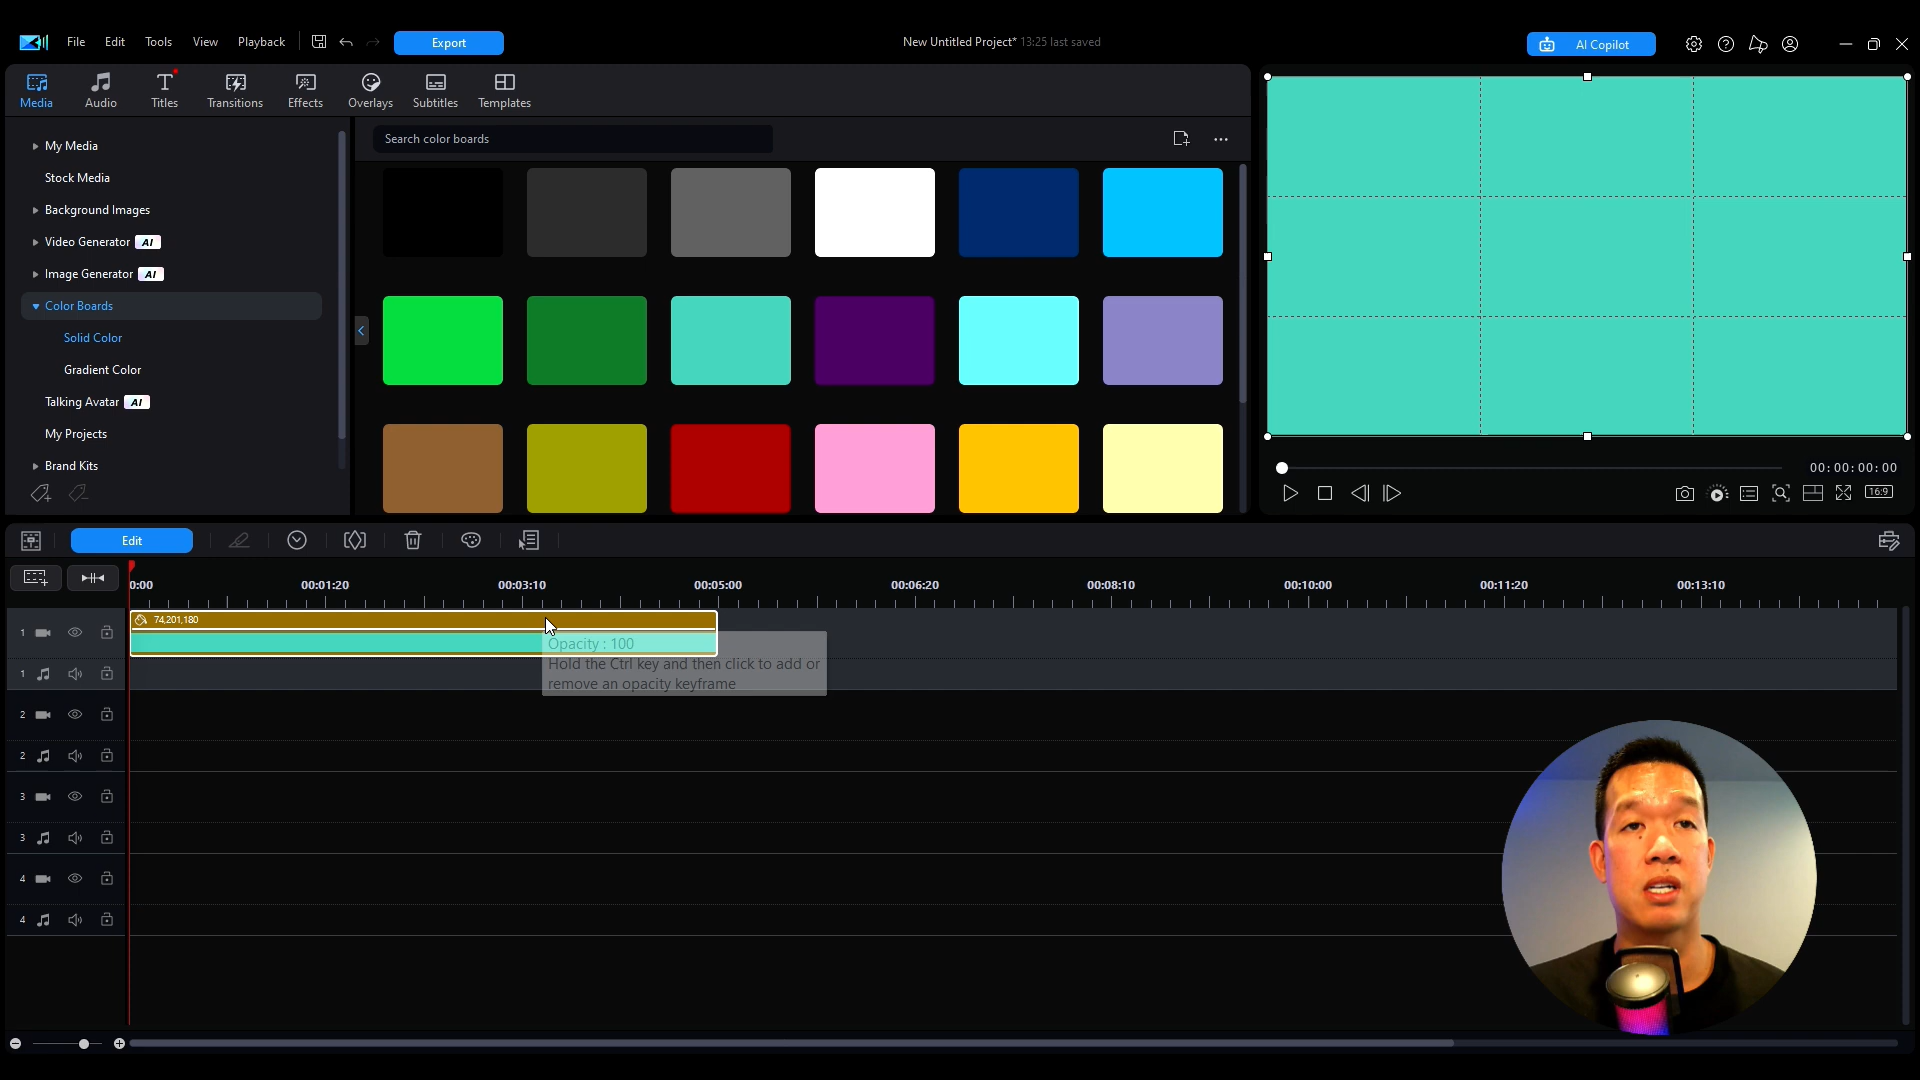 File
Edit
Tools
View
Playback
Export
New Untitled Project* 13:25 last saved
AI Copilot
Media
Audio
Titles
Transitions
Effects
Overlays
Subtitles
Templates
My Media
Stock Media
Background Images
Video Generator AI
Image Generator AI
Color Boards
Solid Color
Gradient Color
Talking Avatar AI
My Projects
Brand Kits
Search color boards
00:00:00:00
16:9
Edit
0:00
00:01:20
00:03:10
00:05:00
00:06:20
00:08:10
00:10:00
00:11:20
00:13:10
1
74,201,180
Opacity : 100
Hold the Ctrl key and then click to add or
remove an opacity keyframe
1
2
2
3
3
4
4